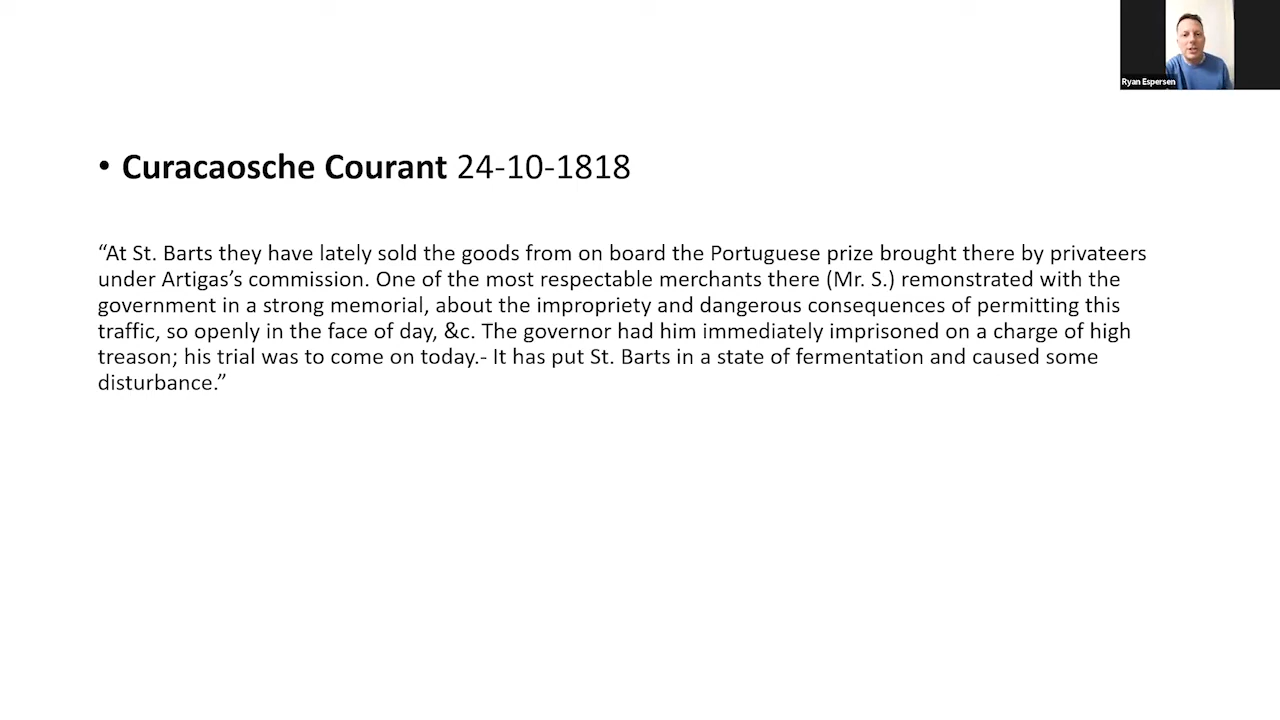 Ryan Espersen
• Curacaosche Courant 24-10-1818
“At St. Barts they have lately sold the goods from on board the Portuguese prize brought there by privateers
under Artigas’s commission. One of the most respectable merchants there (Mr. S.) remonstrated with the
government in a strong memorial, about the impropriety and dangerous consequences of permitting this
traffic, so openly in the face of day, &c. The governor had him immediately imprisoned on a charge of high
treason; his trial was to come on today.- It has put St. Barts in a state of fermentation and caused some
disturbance.”